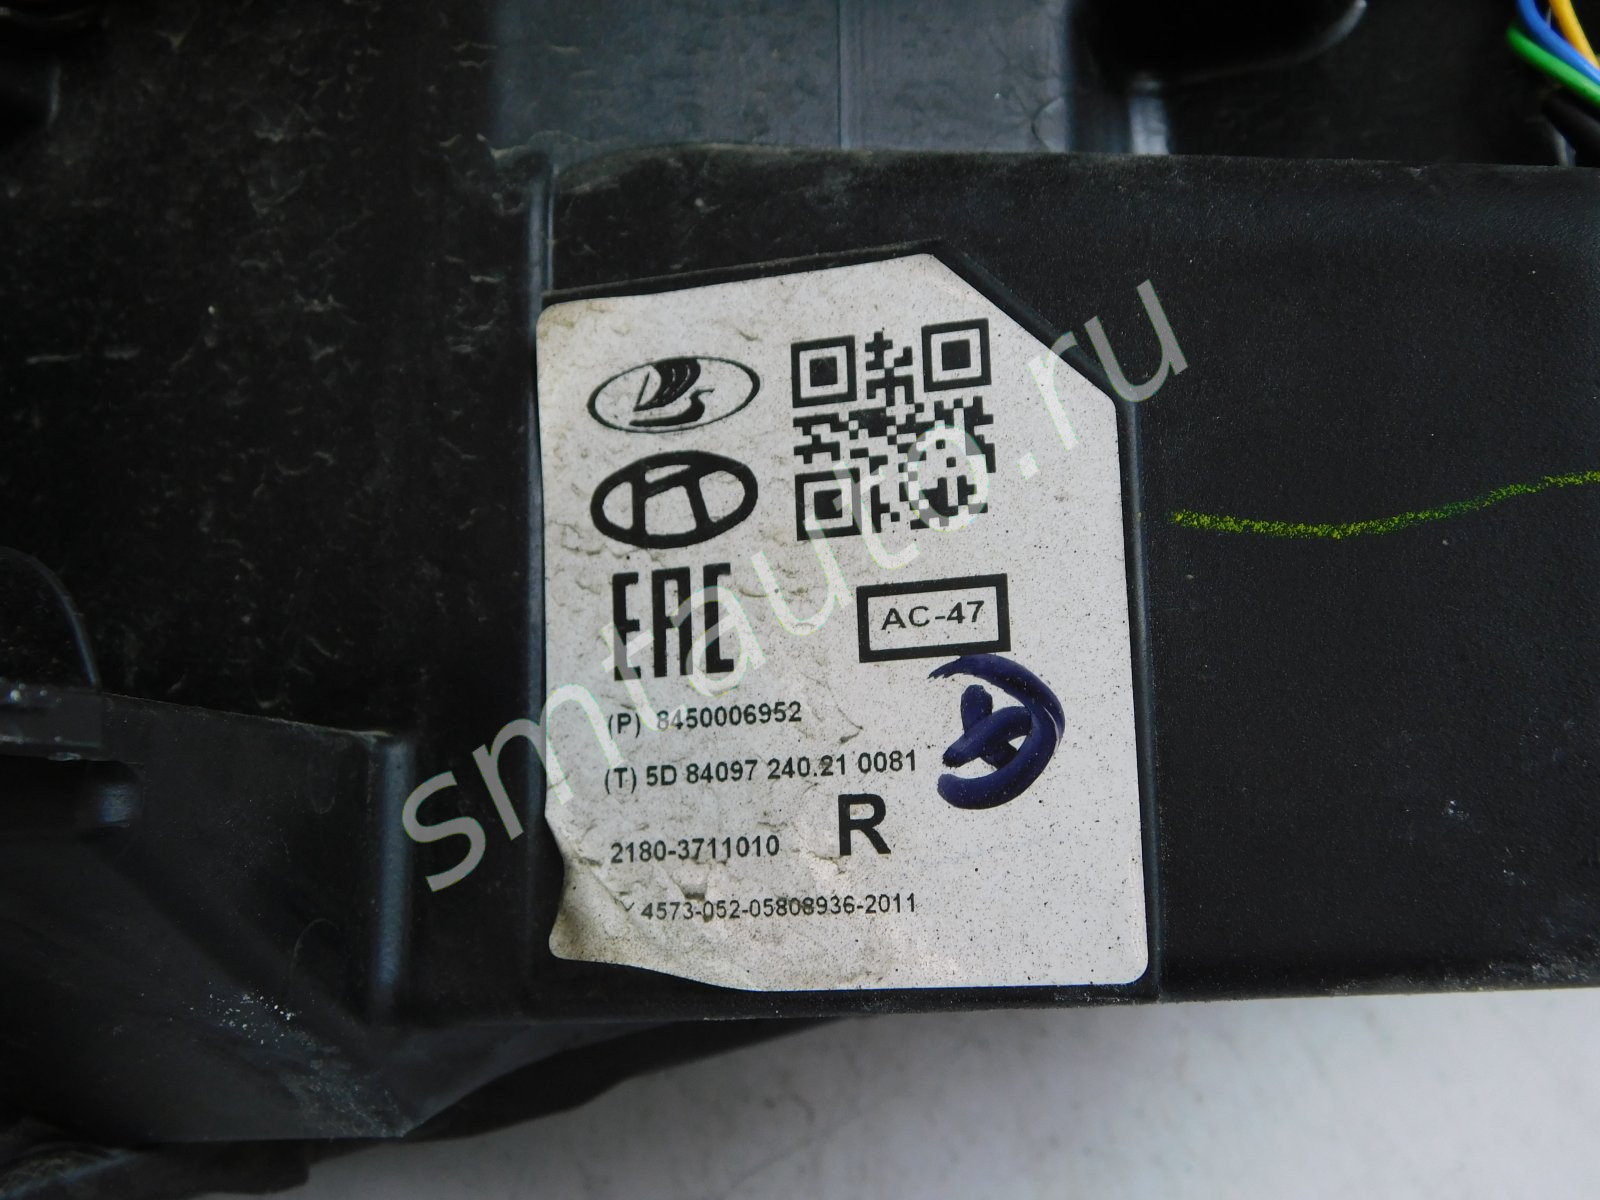 EAC
AC-47
(P) 8450006952
(T) 5D 84097 240.21 0081
2180-3711010 R
4573-052-05808936-2011
smtauto.ru